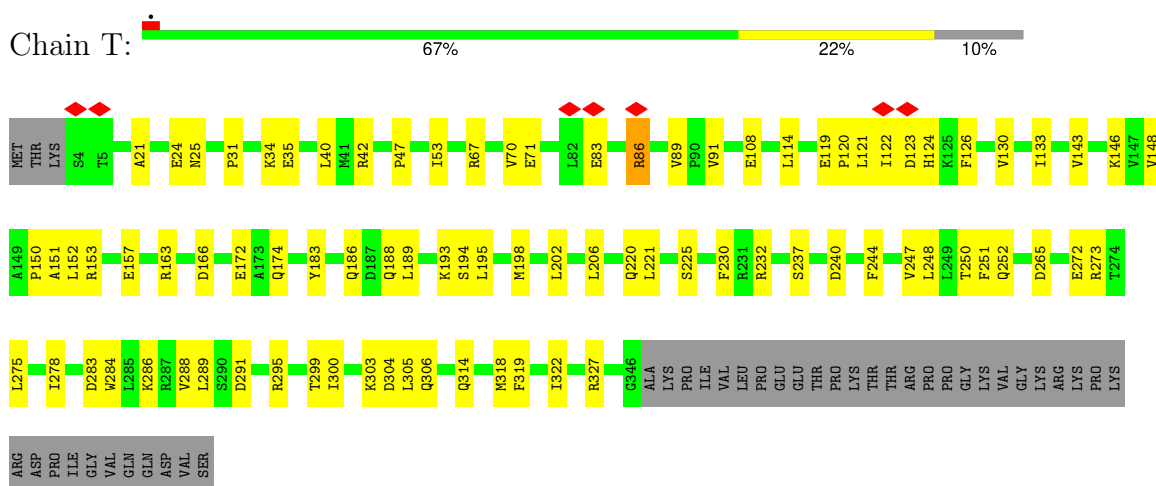 Chain T:
67% 22% 10%
MET THR LYS S4 T5 A21 E24 N25 P31 K34 E35 L40 M41 R42 P47 I53 R67 V70 E71 L82 E83 R86 V89 P90 V91 E108 L114 E119 P120 L121 I122 D123 H124 K125 F126 V130 I133 V143 K146 V147 V148
A149 P150 A151 L152 R153 E157 R163 D166 E172 A173 Q174 Y183 Q186 D187 Q188 L189 K193 S194 L195 M198 L202 L206 Q220 L221 S225 F230 R231 R232 S237 D240 F244 V247 L248 L249 T250 F251 Q252 D265 E272 R273 T274
L275 I278 D283 W284 L285 K286 R287 V288 L289 S290 D291 R295 T299 I300 K303 D304 L305 Q306 Q314 M318 F319 I322 R327 G346 ALA LYS PRO ILE VAL LEU PRO GLU GLU THR PRO LYS THR THR ARG PRO PRO GLY LYS VAL GLY LYS ARG LYS PRO LYS
ARG ASP PRO ILE GLY VAL GLN GLN ASP VAL SER